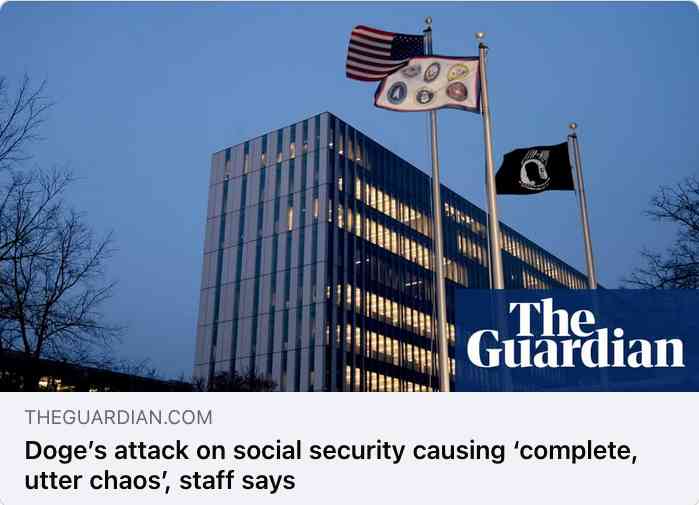 The
Guardian
THEGUARDIAN.COM
Doge’s attack on social security causing ‘complete,
utter chaos’, staff says